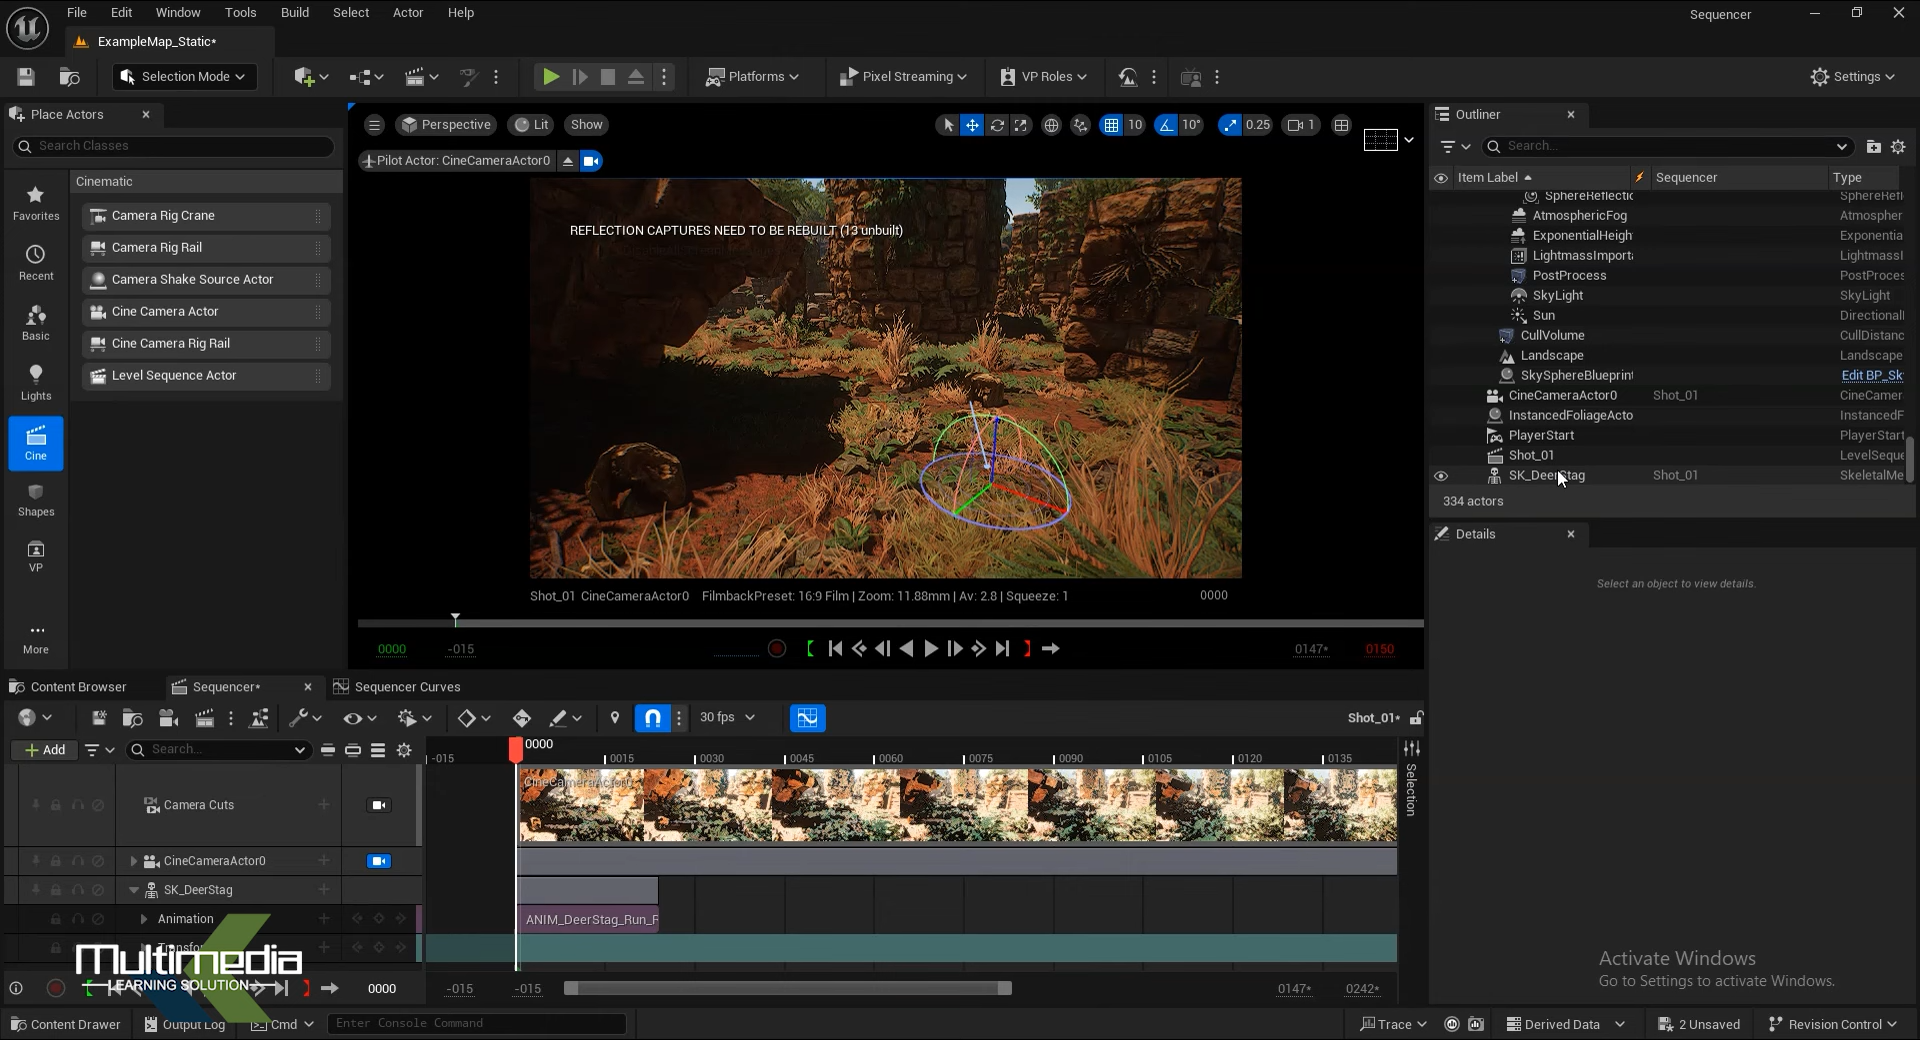 File Edit Window Tools Build Select Actor Help
Sequencer
ExampleMap_Static*
Selection Mode
Platforms
Pixel Streaming
VP Roles
Settings
Place Actors
Search Classes
Favorites
Recent
Basic
Lights
Cine
Shapes
VP
More
Cinematic
Camera Rig Crane
Camera Rig Rail
Camera Shake Source Actor
Cine Camera Actor
Cine Camera Rig Rail
Level Sequence Actor
Perspective
Lit
Show
10
10°
0.25
1
Pilot Actor: CineCameraActor0
REFLECTION CAPTURES NEED TO BE REBUILT (13 unbuilt)
Shot_01 CineCameraActor0 FilmbackPreset: 16:9 Film | Zoom: 11.88mm | Av: 2.8 | Squeeze: 1
0000
0000
-015
0147*
0150
Outliner
Search...
Item Label
Sequencer
Type
SphereReflectic SphereRefl
AtmosphericFog Atmospher
ExponentialHeigh Exponentia
LightmassImport Lightmassl
PostProcess PostProces
SkyLight SkyLight
Sun Directional
CullVolume CullDistanc
Landscape Landscape
SkySphereBlueprint Edit BP_Sk
CineCameraActor0 Shot_01 CineCamer
InstancedFoliageActo InstancedF
PlayerStart PlayerStart
Shot_01 LevelSeque
SK_DeerStag Shot_01 SkeletalMe
334 actors
Details
Select an object to view details.
Content Browser
Sequencer*
Sequencer Curves
30 fps
Shot_01*
Add
Search...
0000
-015 0015 0030 0045 0060 0075 0090 0105 0120 0135
Selection
Camera Cuts
CineCameraActor0
CineCameraActor0
SK_DeerStag
Animation
ANIM_DeerStag_Run_F
Transfo
Multimedia
LEARNING SOLUTION
0000
-015
-015
0147*
0242*
Activate Windows
Go to Settings to activate Windows.
Content Drawer
Output Log
Cmd
Enter Console Command
Trace
Derived Data
2 Unsaved
Revision Control